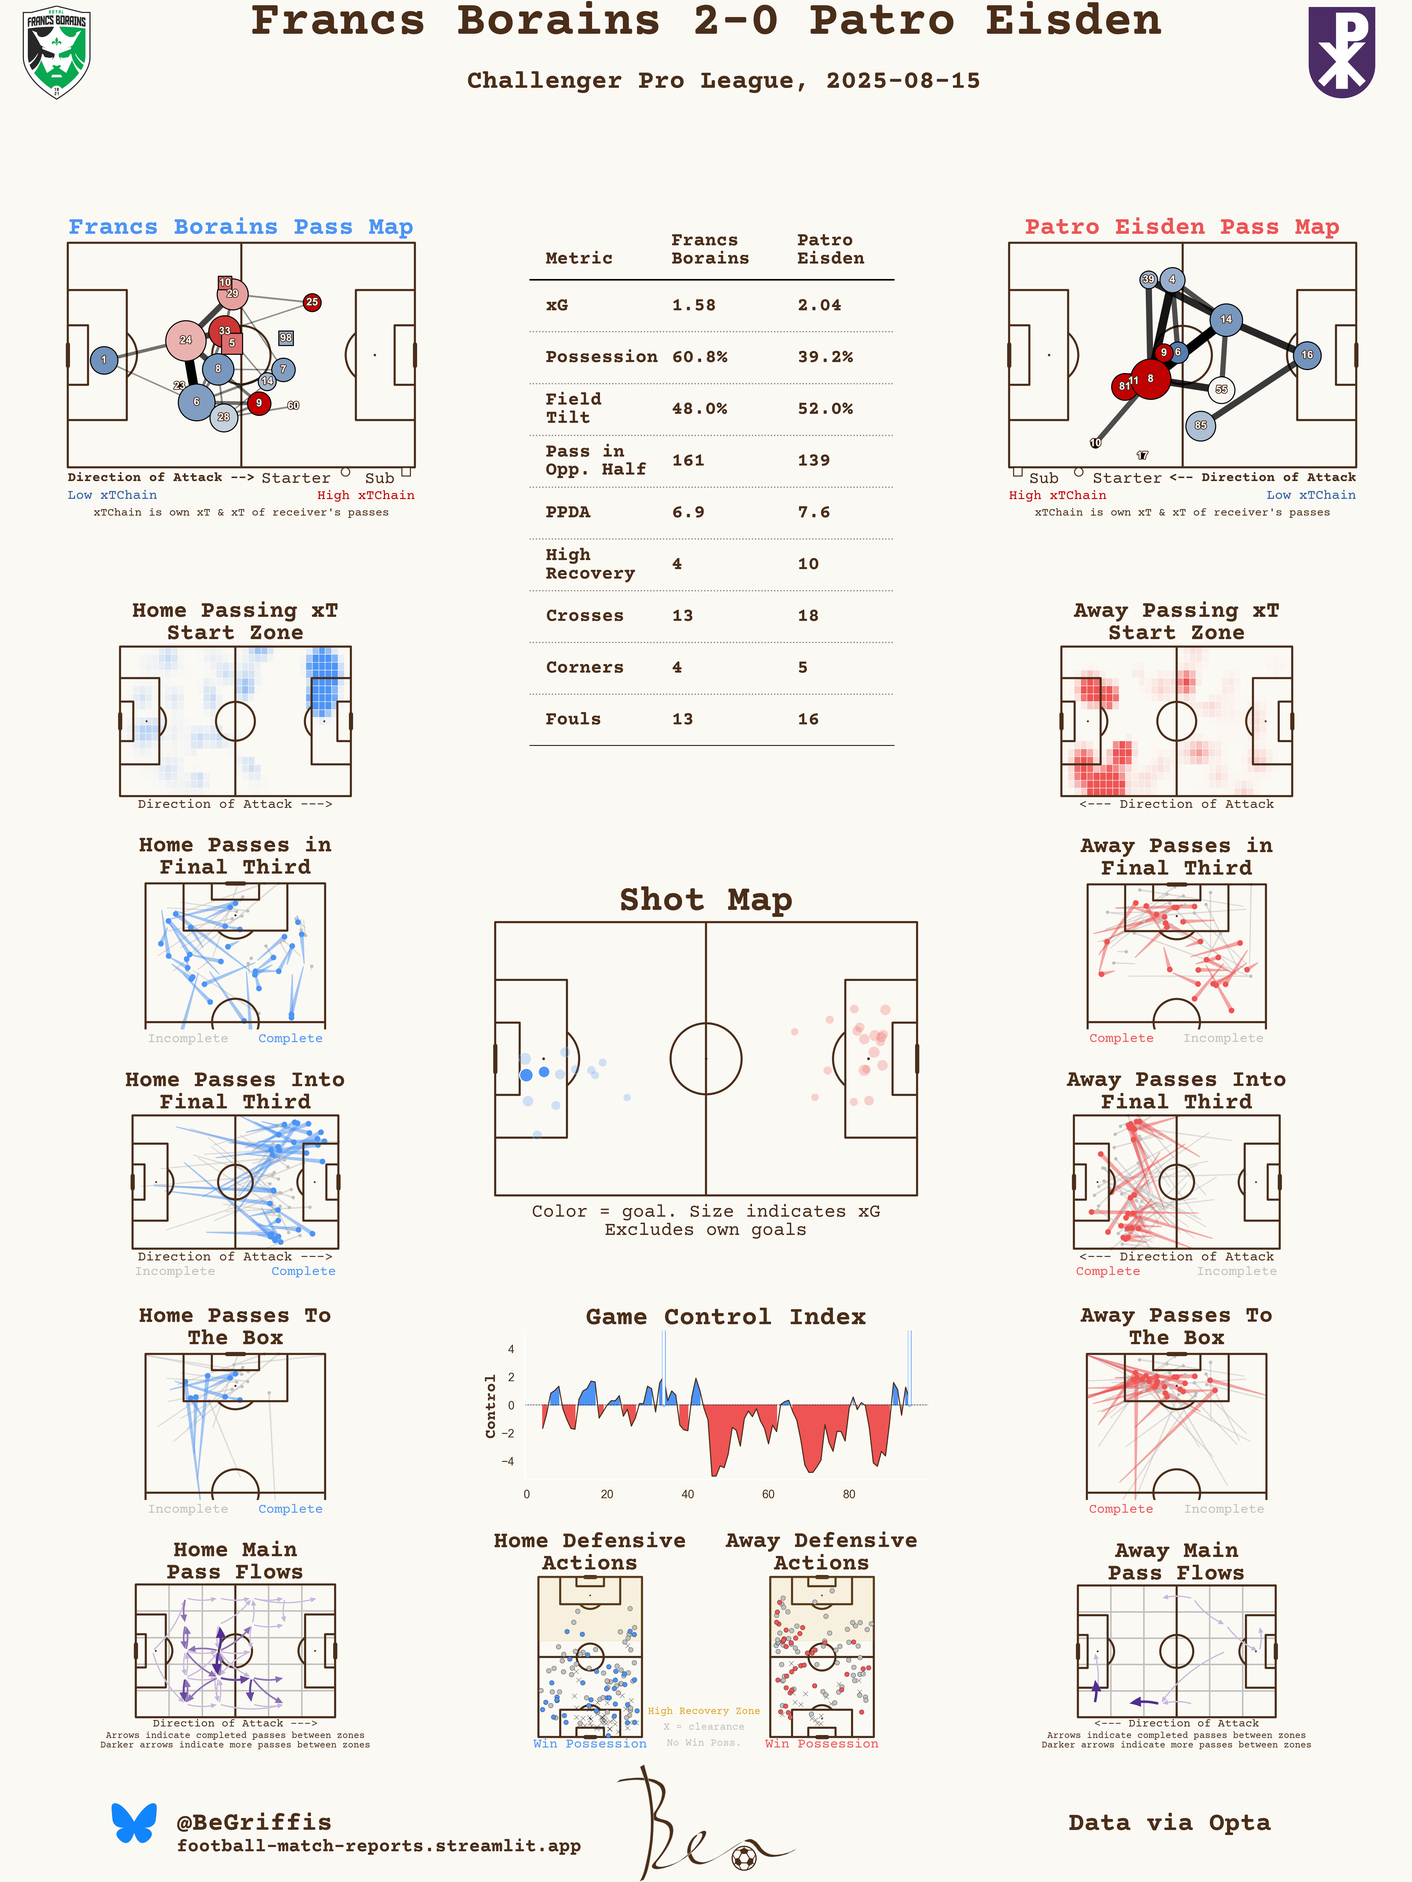 Francs Borains 2-0 Patro Eisden
Challenger Pro League, 2025-08-15
ROYAL
FRANCS BORAINS
P
Francs Borains Pass Map
10
29
25
33
24
5
98
1
8
7
14
23
6
9
60
28
Direction of Attack --> Starter Sub
Low xTChain High xTChain
xTChain is own xT & xT of receiver's passes
Metric Francs Borains Patro Eisden
xG 1.58 2.04
Possession 60.8% 39.2%
Field Tilt 48.0% 52.0%
Pass in Opp. Half 161 139
PPDA 6.9 7.6
High Recovery 4 10
Crosses 13 18
Corners 4 5
Fouls 13 16
Patro Eisden Pass Map
39
4
14
9
6
16
81
11
8
55
85
10
17
Sub Starter <-- Direction of Attack
High xTChain Low xTChain
xTChain is own xT & xT of receiver's passes
Home Passing xT
Start Zone
Direction of Attack --->
Away Passing xT
Start Zone
<--- Direction of Attack
Home Passes in
Final Third
Incomplete Complete
Away Passes in
Final Third
Complete Incomplete
Shot Map
Color = goal. Size indicates xG
Excludes own goals
Home Passes Into
Final Third
Direction of Attack --->
Incomplete Complete
Away Passes Into
Final Third
<--- Direction of Attack
Complete Incomplete
Home Passes To
The Box
Incomplete Complete
Game Control Index
Control
4
2
0
−2
−4
0 20 40 60 80
Away Passes To
The Box
Complete Incomplete
Home Main
Pass Flows
Direction of Attack --->
Arrows indicate completed passes between zones
Darker arrows indicate more passes between zones
Home Defensive
Actions
Win Possession
High Recovery Zone
X = clearance
No Win Poss.
Away Defensive
Actions
Win Possession
Away Main
Pass Flows
<--- Direction of Attack
Arrows indicate completed passes between zones
Darker arrows indicate more passes between zones
@BeGriffis
football-match-reports.streamlit.app
Ben
Data via Opta